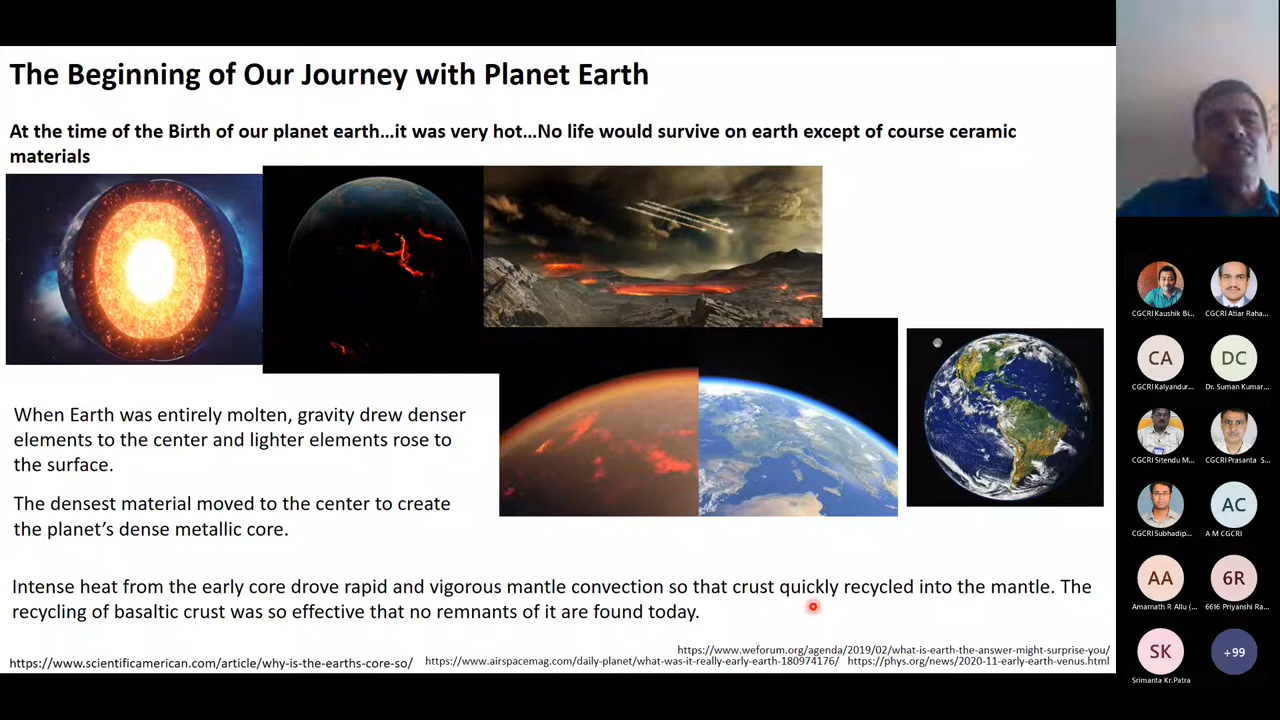 The Beginning of Our Journey with Planet Earth
At the time of the Birth of our planet earth...it was very hot...No life would survive on earth except of course ceramic
materials
When Earth was entirely molten, gravity drew denser
elements to the center and lighter elements rose to
the surface.
The densest material moved to the center to create
the planet's dense metallic core.
Intense heat from the early core drove rapid and vigorous mantle convection so that crust quickly recycled into the mantle. The
recycling of basaltic crust was so effective that no remnants of it are found today.
https://www.weforum.org/agenda/2019/02/what-is-earth-the-answer-might-surprise-you/
https://www.scientificamerican.com/article/why-is-the-earths-core-so/ https://www.airspacemag.com/daily-planet/what-was-it-really-early-earth-180974176/ https://phys.org/news/2020-11-early-earth-venus.html
CGCRI Kaushik Bi... CGCRI Atiar Raha...
CA DC
CGCRI Kalyandur... Dr. Suman Kumar...
CGCRI Sitendu M... CGCRI Prasanta S...
AC
CGCRI Subhadip... A M CGCRI
AA 6R
Amarnath R Allu (... 6616 Priyanshi Ra...
SK +99
Srimanta Kr.Patra